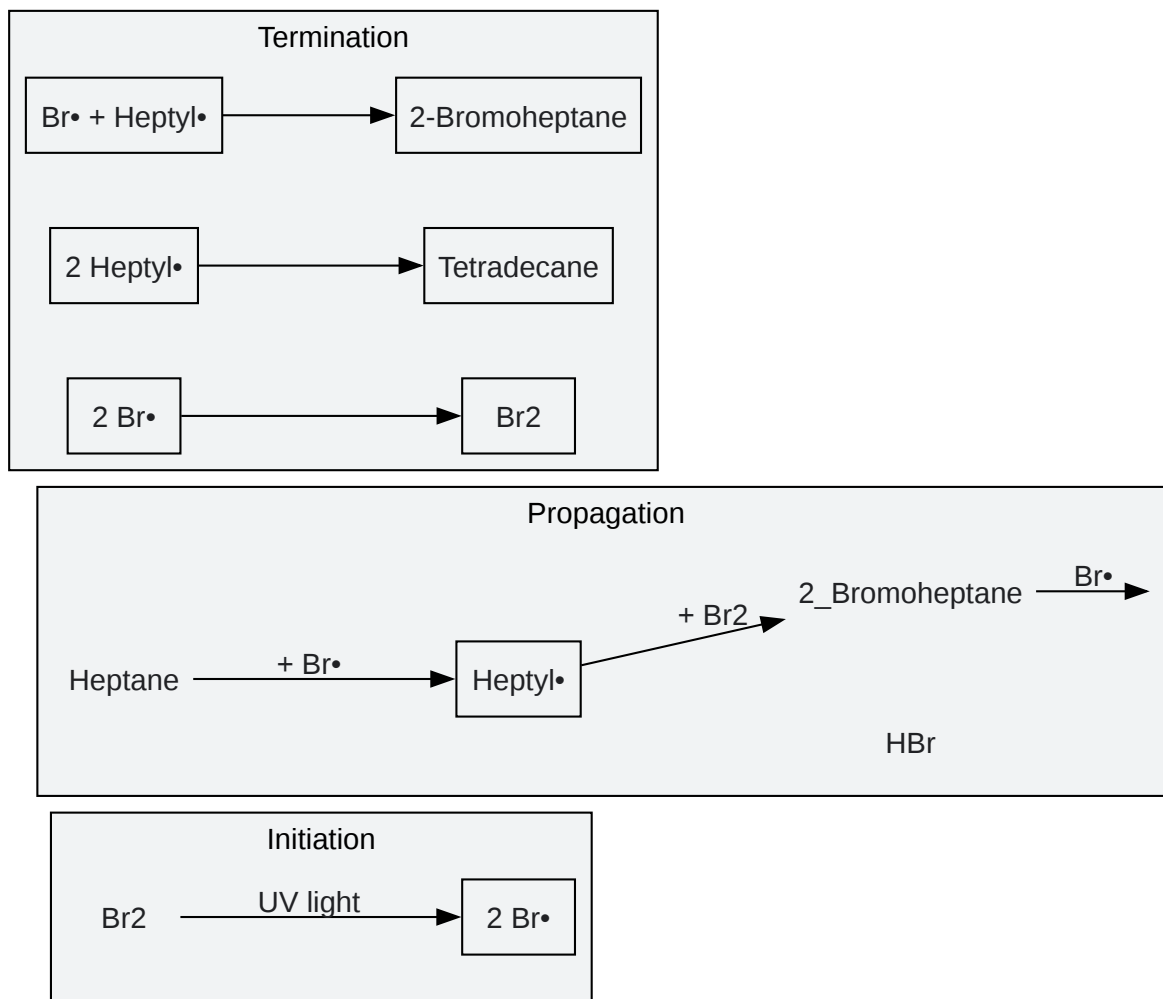 Termination
Br• + Heptyl•
2-Bromoheptane
2 Heptyl•
Tetradecane
2 Br•
Br2
Propagation
Heptane
+ Br•
Heptyl•
+ Br2
2_Bromoheptane
Br•
HBr
Initiation
Br2
UV light
2 Br•